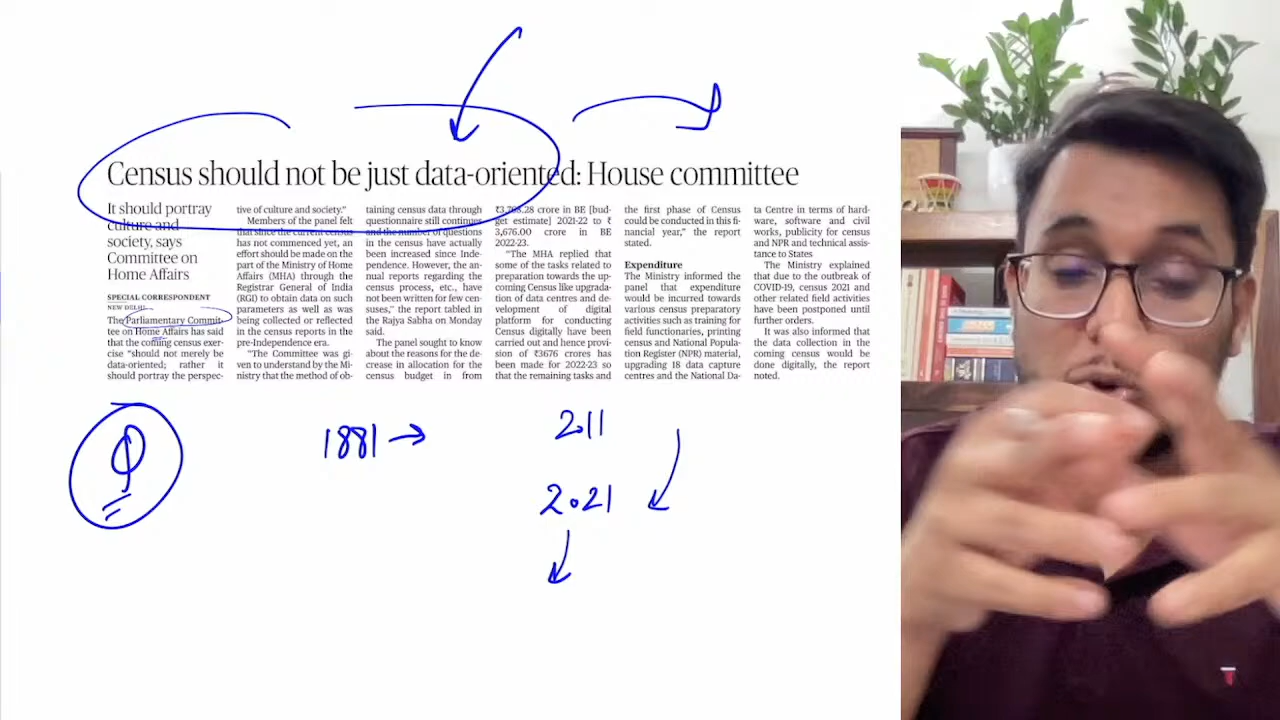 Census should not be just data-oriented: House committee
It should portray
culture and
society, says
Committee on
Home Affairs
SPECIAL CORRESPONDENT
NEW DELHI
The Parliamentary Commit-
tee on Home Affairs has said
that the coming census exer-
cise “should not merely be
data-oriented; rather it
should portray the perspec-
tive of culture and society.”
Members of the panel felt
that since the current census
has not commenced yet, an
effort should be made on the
part of the Ministry of Home
Affairs (MHA) through the
Registrar General of India
(RGI) to obtain data on such
parameters as well as was
being collected or reflected
in the census reports in the
pre-Independence era.
“The Committee was gi-
ven to understand by the Mi-
nistry that the method of ob-
taining census data through
questionnaire still continues
and the number of questions
in the census have actually
been increased since Inde-
pendence. However, the an-
nual reports regarding the
census process, etc., have
not been written for few cen-
suses,” the report tabled in
the Rajya Sabha on Monday
said.
The panel sought to know
about the reasons for the de-
crease in allocation for the
census budget in from
crore in BE [bud-
get estimate] 2021-22 to ₹
3,676.00 crore in BE
2022-23.
“The MHA replied that
some of the tasks related to
preparation towards the up-
coming Census like upgrada-
tion of data centres and de-
velopment of digital
platform for conducting
Census digitally have been
carried out and hence provi-
sion of ₹3676 crores has
been made for 2022-23 so
that the remaining tasks and
the first phase of Census
could be conducted in this fi-
nancial year,” the report
stated.
Expenditure
The Ministry informed the
panel that expenditure
would be incurred towards
various census preparatory
activities such as training for
field functionaries, printing
census and National Popula-
tion Register (NPR) material,
upgrading 18 data capture
centres and the National Da-
ta Centre in terms of hard-
ware, software and civil
works, publicity for census
and NPR and technical assis-
tance to States
The Ministry explained
that due to the outbreak of
COVID-19, census 2021 and
other related field activities
have been postponed until
further orders.
It was also informed that
the data collection in the
coming census would be
done digitally, the report
noted.
1881 →
211
2021